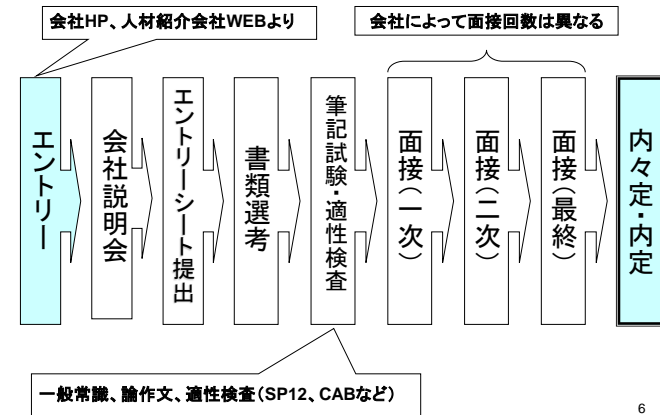 会社HP、人材紹介会社WEBより
会社によって面接回数は異なる
エントリー
会社説明会
エントリーシート提出
書類選考
筆記試験・適性検査
面接(一次)
面接(二次)
面接(最終)
内々定・内定
一般常識、論作文、適性検査(SP12、CABなど)
6